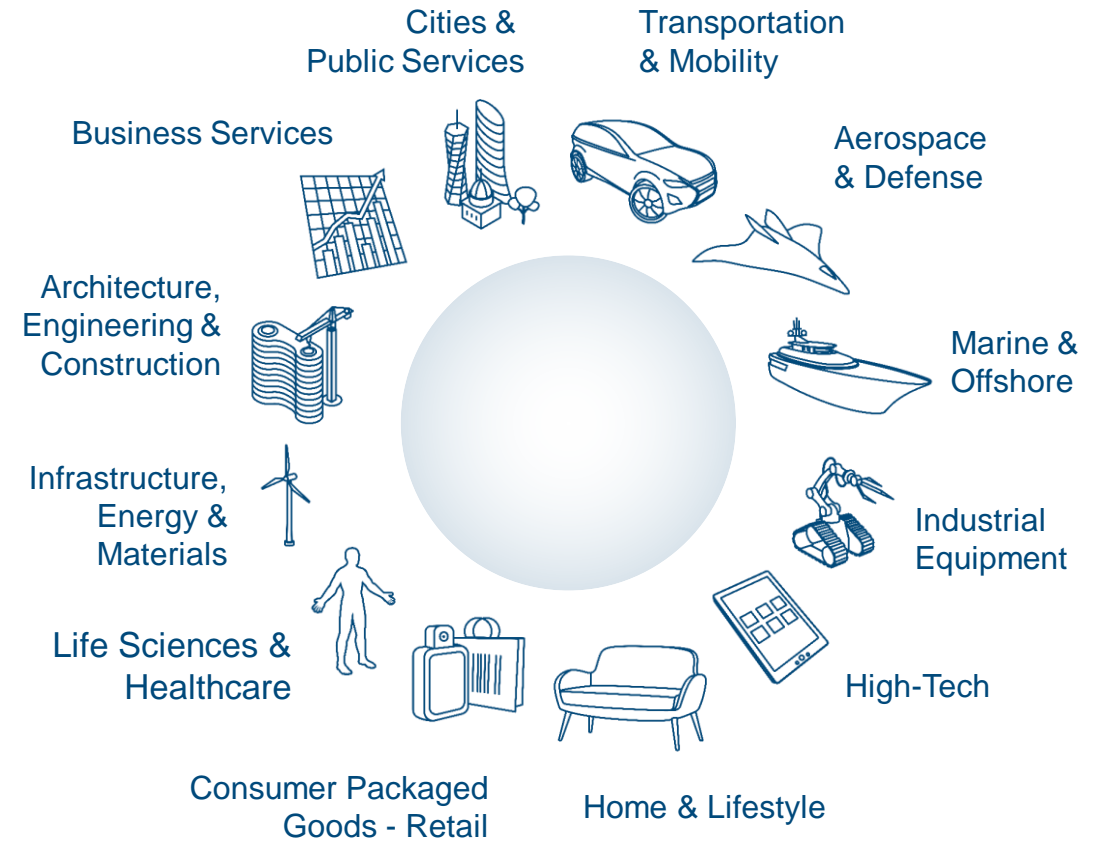 Cities &
Public Services
Transportation
& Mobility
Business Services
Aerospace
& Defense
Architecture,
Engineering &
Construction
Marine &
Offshore
Infrastructure,
Energy &
Materials
Industrial
Equipment
Life Sciences &
Healthcare
High-Tech
Consumer Packaged
Goods - Retail
Home & Lifestyle